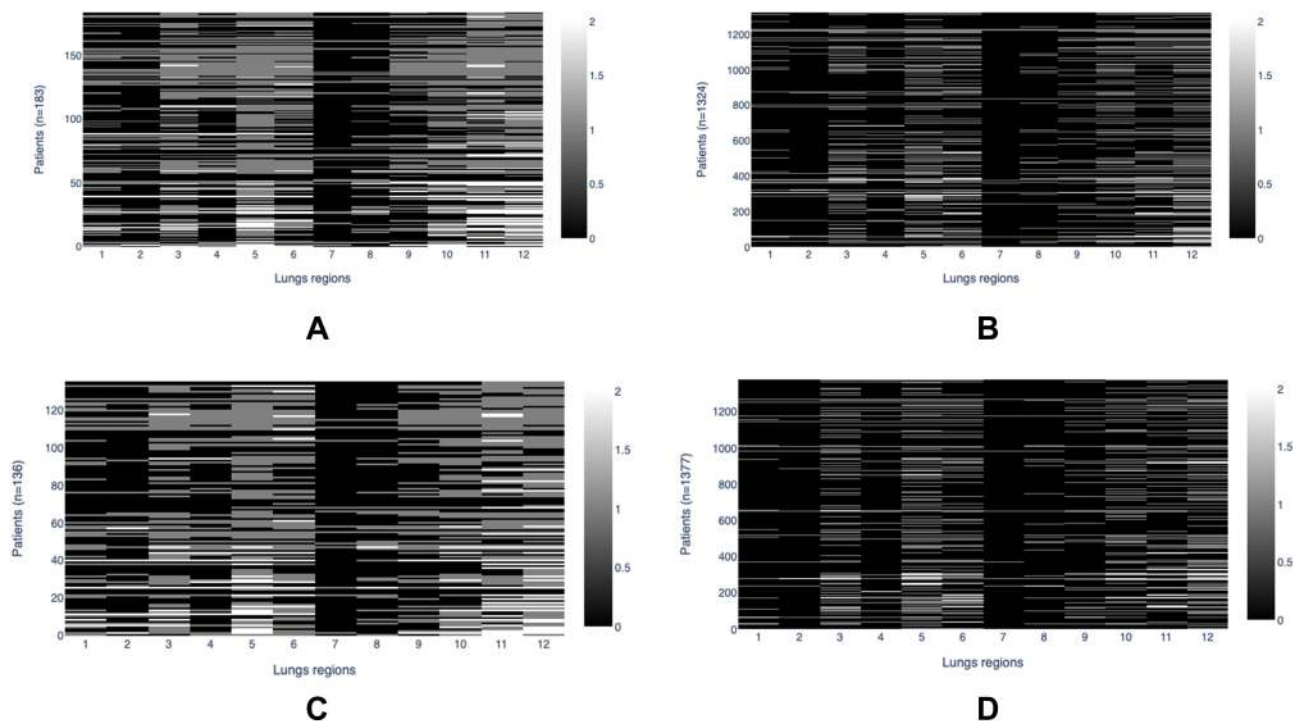 Patients (n=183)
150
100
50
0
1 2 3 4 5 6 7 8 9 10 11 12
Lungs regions
2
1.5
1
0.5
0
A
Patients (n=1324)
1200
1000
800
600
400
200
0
1 2 3 4 5 6 7 8 9 10 11 12
Lungs regions
2
1.5
1
0.5
0
B
Patients (n=136)
120
100
80
60
40
20
0
1 2 3 4 5 6 7 8 9 10 11 12
Lungs regions
2
1.5
1
0.5
0
C
Patients (n=1377)
1200
1000
800
600
400
200
0
1 2 3 4 5 6 7 8 9 10 11 12
Lungs regions
2
1.5
1
0.5
0
D